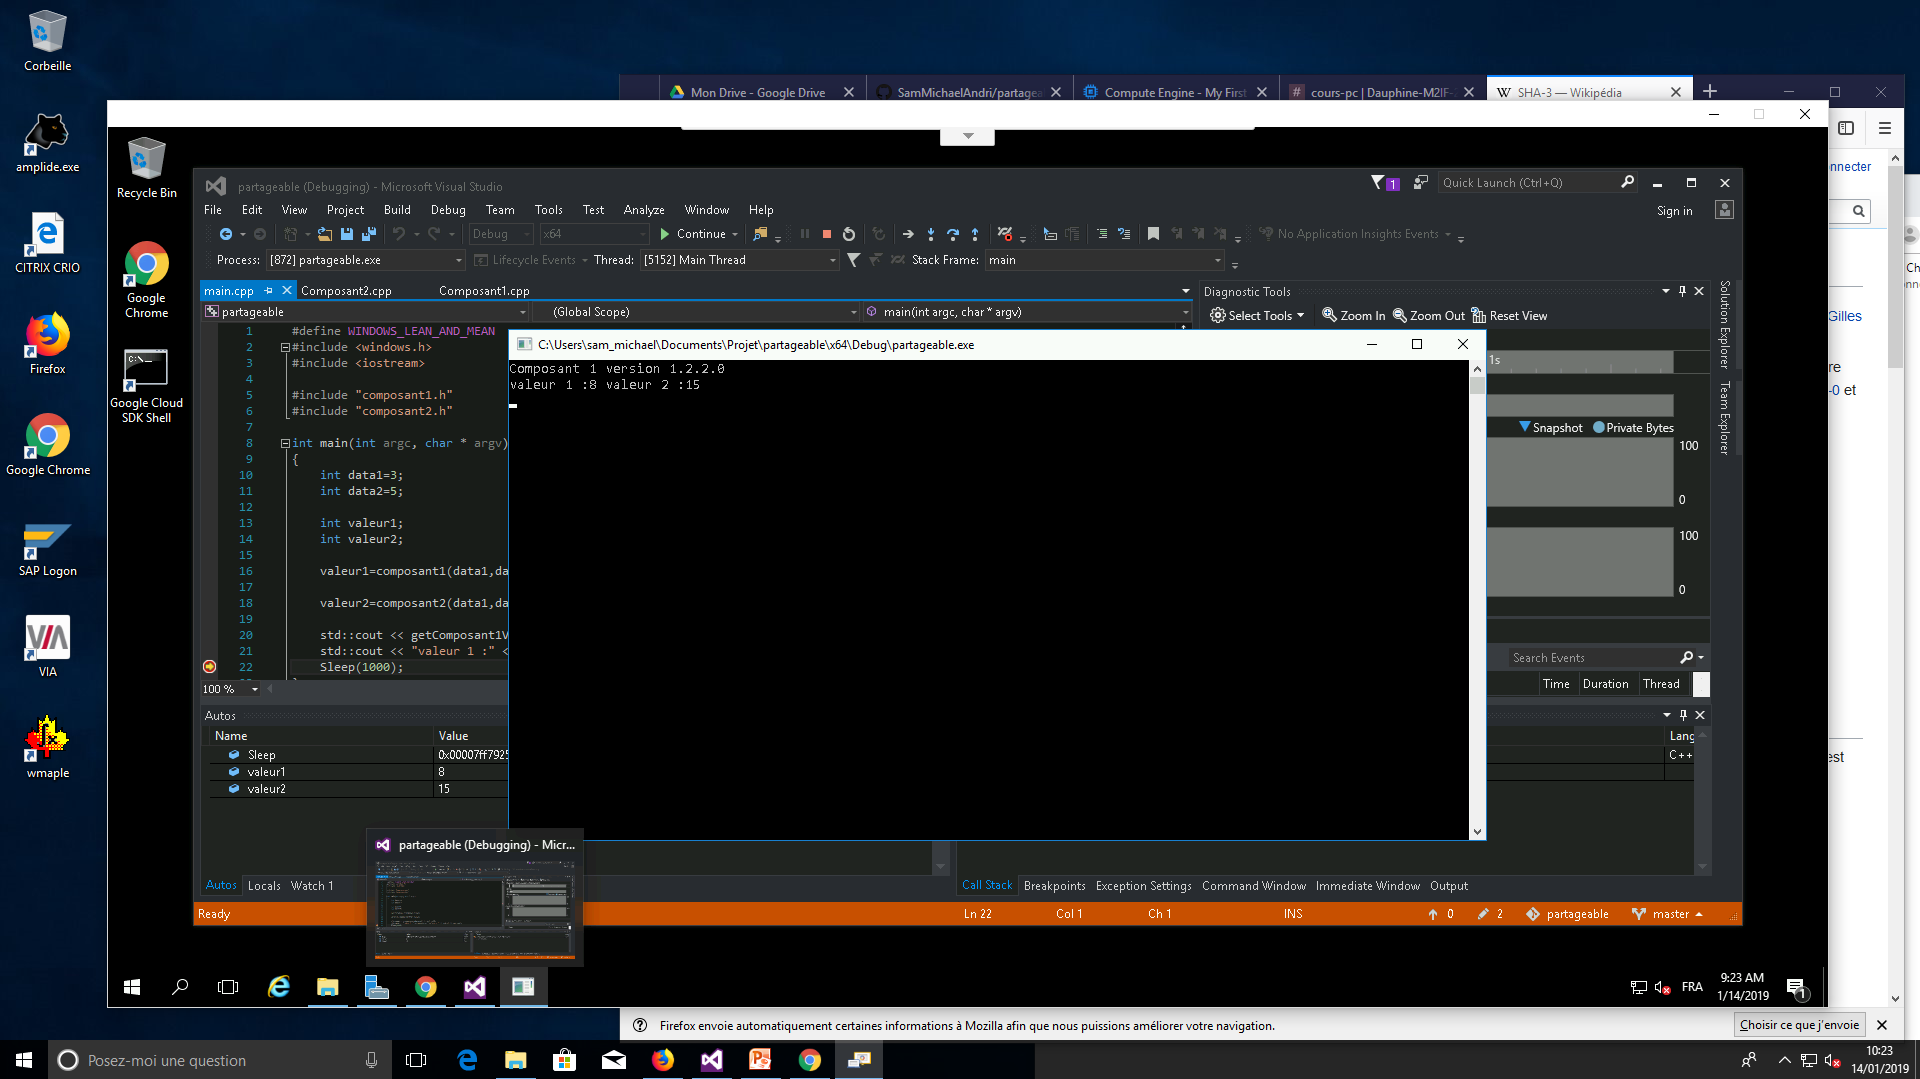 Corbeille
amplide.exe
CITRIX CRIO
Firefox
Google Chrome
SAP Logon
VIA
wmaple
Mon Drive - Google Drive
SamMichaelAndri/partagea
Compute Engine - My First
# cours-pc | Dauphine-M2IF-
W SHA-3 — Wikipédia
Recycle Bin
Google Chrome
Google Cloud SDK Shell
partageable (Debugging) - Microsoft Visual Studio
1
Quick Launch (Ctrl+Q)
File Edit View Project Build Debug Team Tools Test Analyze Window Help
Sign in
Debug x64 Continue
No Application Insights Events
Process: [872] partageable.exe Lifecycle Events Thread: [5152] Main Thread Stack Frame: main
main.cpp Composant2.cpp Composant1.cpp
partageable (Global Scope) main(int argc, char * argv)
1 #define WINDOWS_LEAN_AND_MEAN
2 #include <windows.h>
3 #include <iostream>
4
5 #include "composant1.h"
6 #include "composant2.h"
7
8 int main(int argc, char * argv)
9 {
10 int data1=3;
11 int data2=5;
12
13 int valeur1;
14 int valeur2;
15
16 valeur1=composant1(data1,da
17
18 valeur2=composant2(data1,da
19
20 std::cout << getComposant1V
21 std::cout << "valeur 1 :" <
22 Sleep(1000);
100 %
C:\Users\sam_michael\Documents\Projet\partageable\x64\Debug\partageable.exe
Composant 1 version 1.2.2.0
valeur 1 :8 valeur 2 :15
Diagnostic Tools
Select Tools Zoom In Zoom Out Reset View
1s
Snapshot Private Bytes
100
0
100
0
Search Events
Time Duration Thread
Solution Explorer
Team Explorer
Autos
Name Value
Sleep 0x00007ff7925
valeur1 8
valeur2 15
Lang
C++
partageable (Debugging) - Micr...
Autos Locals Watch 1
Call Stack Breakpoints Exception Settings Command Window Immediate Window Output
Ready
Ln 22 Col 1 Ch 1 INS 0 2 partageable master
FRA
9:23 AM
1/14/2019
1
onnecter
Gilles
re
-0 et
est
Ch
Firefox envoie automatiquement certaines informations à Mozilla afin que nous puissions améliorer votre navigation.
Choisir ce que j'envoie
Posez-moi une question
10:23
14/01/2019